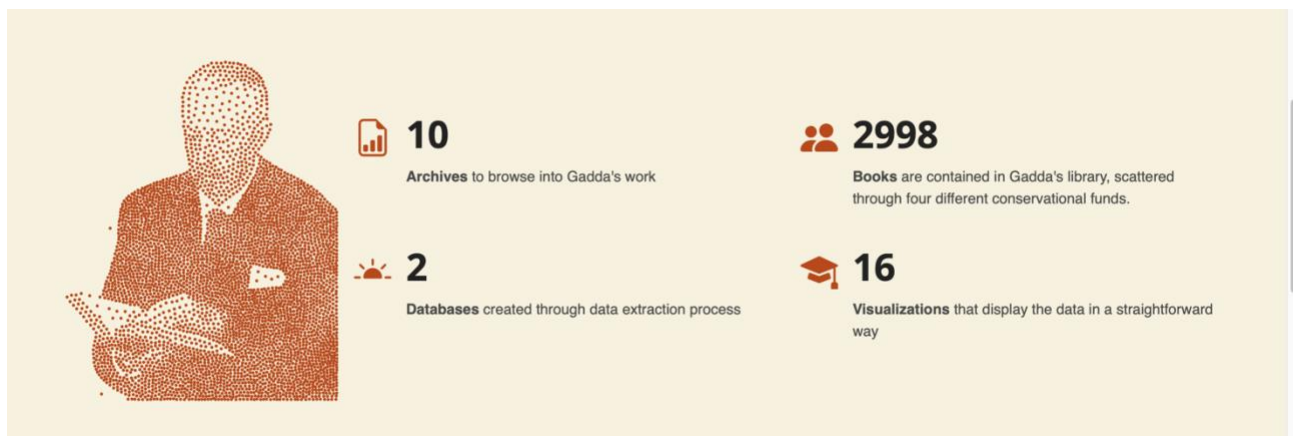 10
Archives to browse into Gadda's work
2998
Books are contained in Gadda's library, scattered
through four different conservational funds.
2
Databases created through data extraction process
16
Visualizations that display the data in a straightforward
way